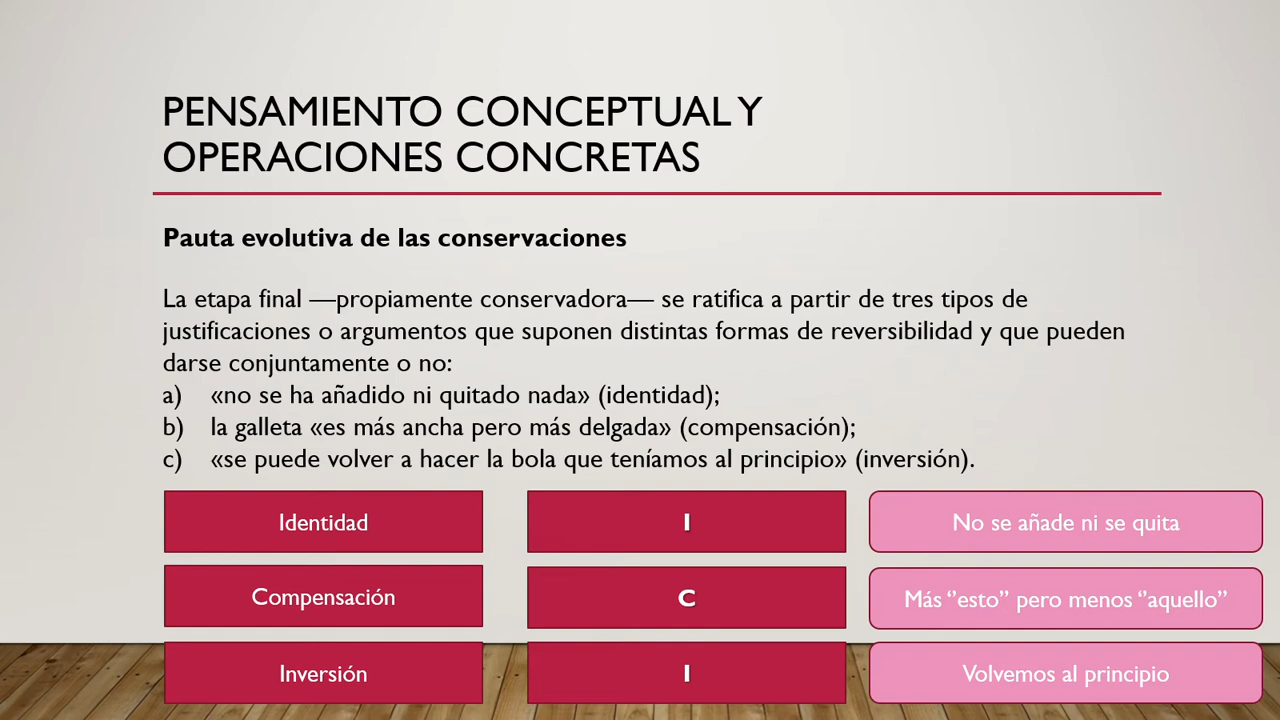 PENSAMIENTO CONCEPTUAL Y
OPERACIONES CONCRETAS
Pauta evolutiva de las conservaciones
La etapa final —propiamente conservadora— se ratifica a partir de tres tipos de
justificaciones o argumentos que suponen distintas formas de reversibilidad y que pueden
darse conjuntamente o no:
a) «no se ha añadido ni quitado nada» (identidad);
b) la galleta «es más ancha pero más delgada» (compensación);
c) «se puede volver a hacer la bola que teníamos al principio» (inversión).
Identidad
I
No se añade ni se quita
Compensación
C
Más “esto” pero menos “aquello”
Inversión
I
Volvemos al principio